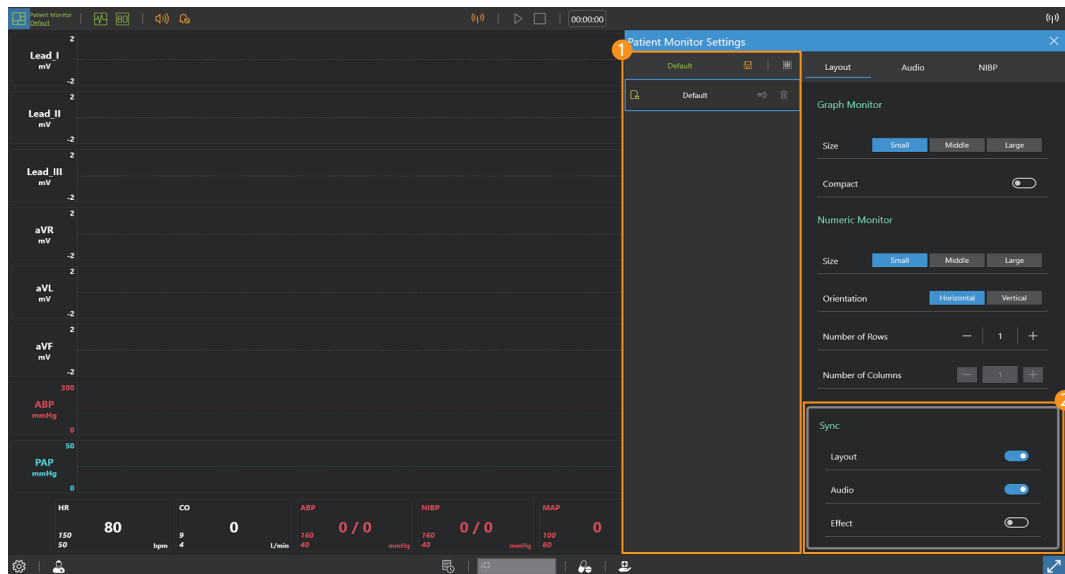 Patient Monitor
Default
80
00:00:00
Patient Monitor Settings
1
2
Lead_I
mV
-2
2
Lead_II
mV
-2
2
Lead_III
mV
-2
2
aVR
mV
-2
2
aVL
mV
-2
2
aVF
mV
-2
300
ABP
mmHg
0
50
PAP
mmHg
0
HR
80
150
50
bpm
CO
0
9
4
L/min
ABP
0 / 0
160
40
mmHg
NIBP
0 / 0
160
40
mmHg
MAP
0
100
60
Default
Default
Layout
Audio
NIBP
Graph Monitor
Size
Small
Middle
Large
Compact
Numeric Monitor
Size
Small
Middle
Large
Orientation
Horizontal
Vertical
Number of Rows
1
Number of Columns
1
2
Sync
Layout
Audio
Effect